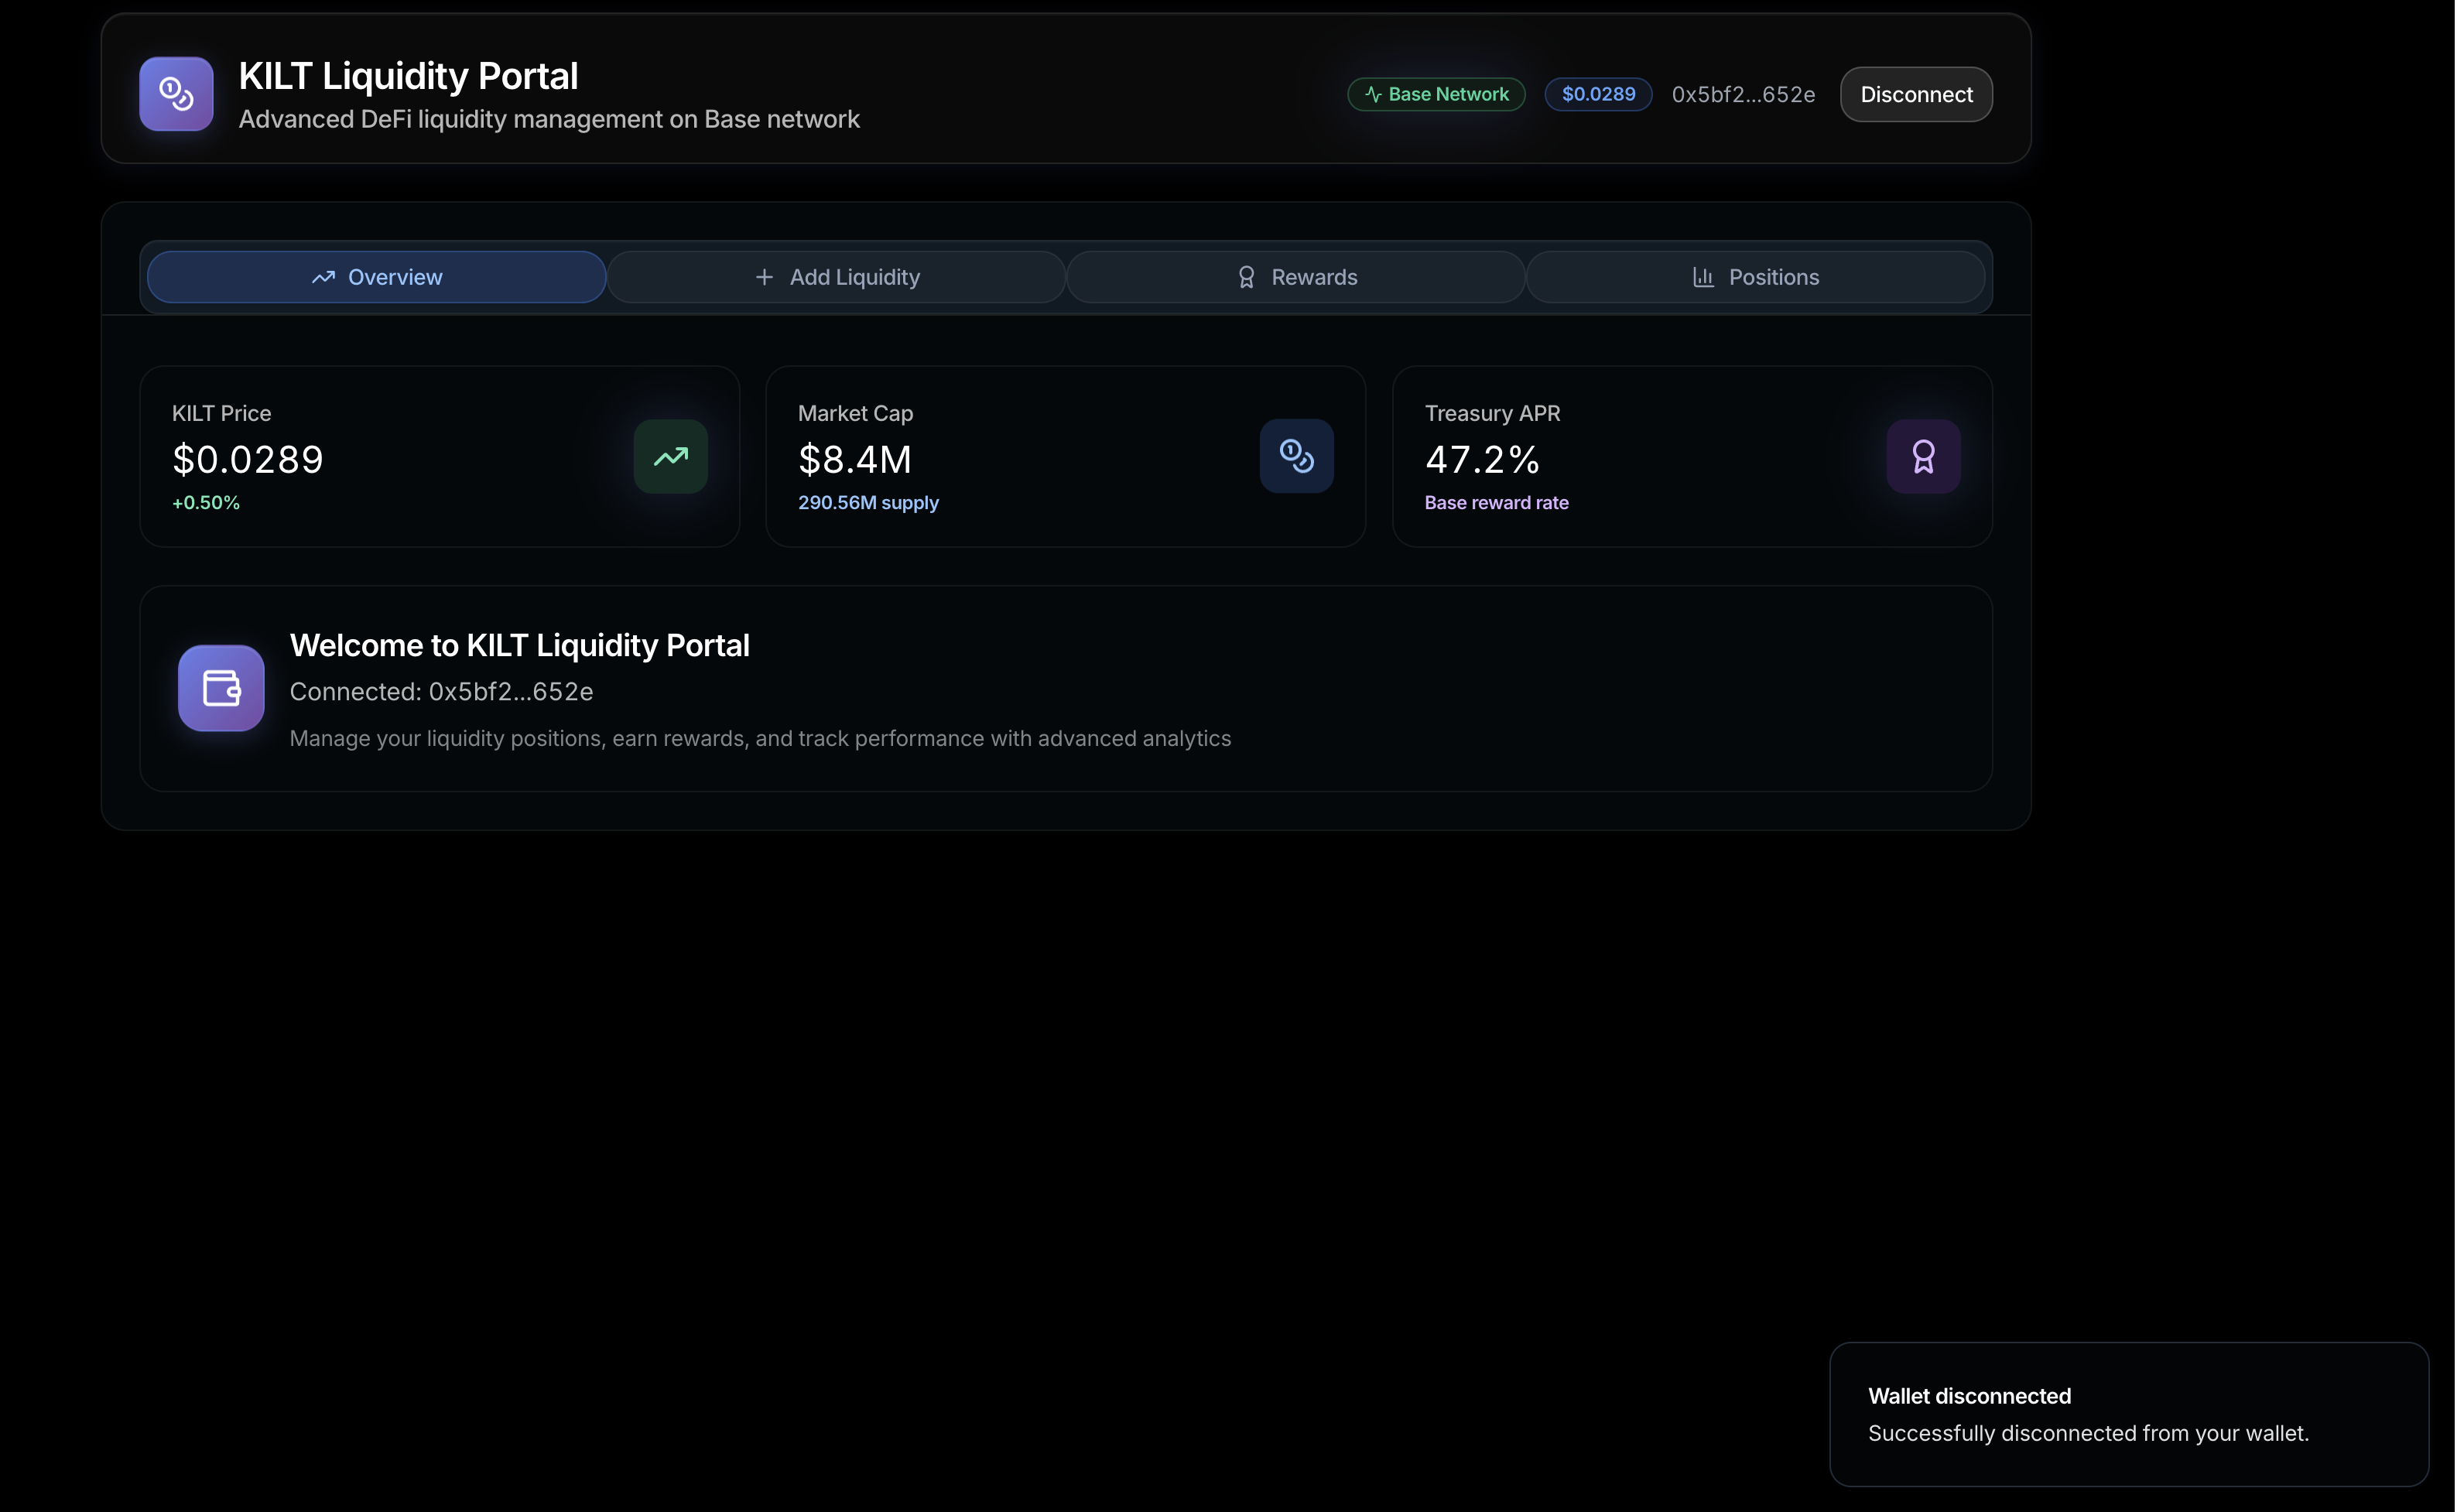 KILT Liquidity Portal
Advanced DeFi liquidity management on Base network
Base Network
$0.0289
0x5bf2...652e
Disconnect
Overview
Add Liquidity
Rewards
Positions
KILT Price
$0.0289
+0.50%
Market Cap
$8.4M
290.56M supply
Treasury APR
47.2%
Base reward rate
Welcome to KILT Liquidity Portal
Connected: 0x5bf2...652e
Manage your liquidity positions, earn rewards, and track performance with advanced analytics
Wallet disconnected
Successfully disconnected from your wallet.